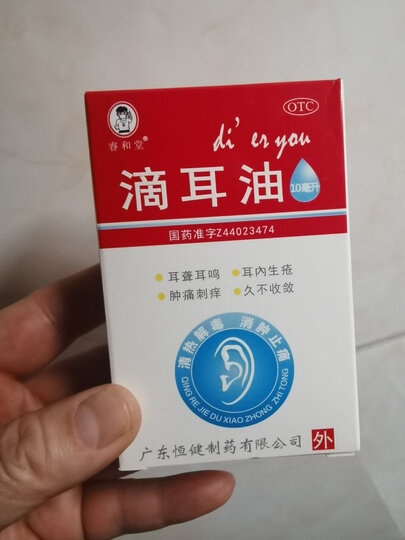 OTC
睿和堂®
di'er you
滴耳油
10毫升
国药准字Z44023474
耳聋耳鸣 耳内生疮
肿痛刺痒 久不收敛
清热解毒 消肿止痛
QING RE JIE DU XIAO ZHONG ZHI TONG
广东恒健制药有限公司 外